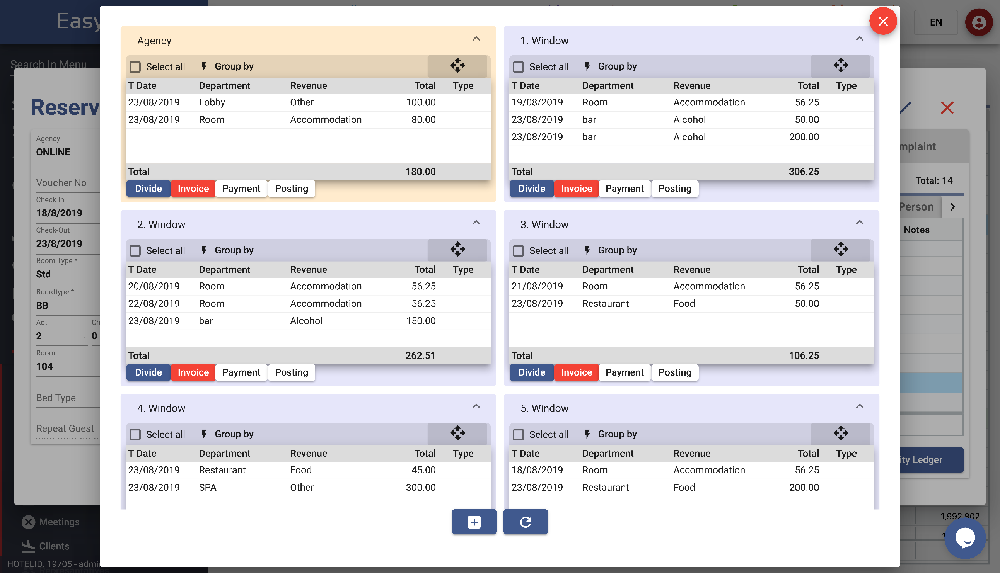 Easy
EN
Search In Menu
Reserv
Agency
ONLINE
Voucher No
Check-In
18/8/2019
Check-Out
23/8/2019
Room Type *
Std
Boardtype *
BB
Adt Ch
2 0
Room
104
Bed Type
Repeat Guest
Meetings
Clients
HOTELID: 19705 - admi
Representatives
Agency
Select all Group by
T Date Department Revenue Total Type
23/08/2019 Lobby Other 100.00
23/08/2019 Room Accommodation 80.00
Total 180.00
Divide Invoice Payment Posting
1. Window
Select all Group by
T Date Department Revenue Total Type
19/08/2019 Room Accommodation 56.25
23/08/2019 bar Alcohol 50.00
23/08/2019 bar Alcohol 200.00
Total 306.25
Divide Invoice Payment Posting
2. Window
Select all Group by
T Date Department Revenue Total Type
20/08/2019 Room Accommodation 56.25
22/08/2019 Room Accommodation 56.25
23/08/2019 bar Alcohol 150.00
Total 262.51
Divide Invoice Payment Posting
3. Window
Select all Group by
T Date Department Revenue Total Type
21/08/2019 Room Accommodation 56.25
23/08/2019 Restaurant Food 50.00
Total 106.25
Divide Invoice Payment Posting
4. Window
Select all Group by
T Date Department Revenue Total Type
23/08/2019 Restaurant Food 45.00
23/08/2019 SPA Other 300.00
5. Window
Select all Group by
T Date Department Revenue Total Type
18/08/2019 Room Accommodation 56.25
23/08/2019 Restaurant Food 200.00
mplaint
Total: 14
Person
Notes
ity Ledger
1,992,802